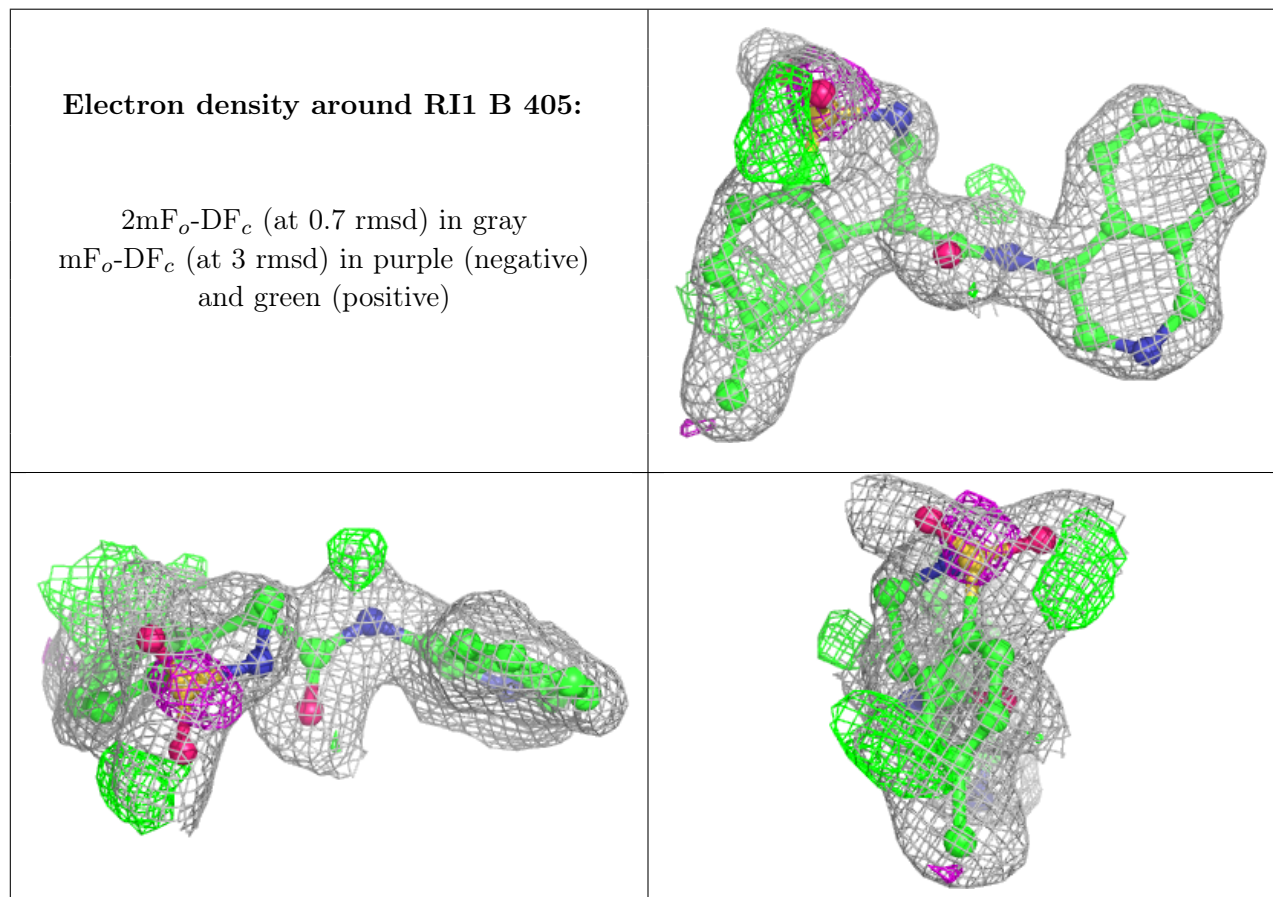 Electron density around RI1 B 405:
2mFₒ-DF𝒸 (at 0.7 rmsd) in gray
mFₒ-DF𝒸 (at 3 rmsd) in purple (negative)
and green (positive)